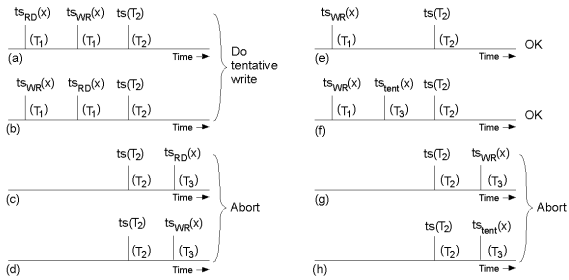 ts_RD(x) ts_WR(x) ts(T_2)
(T_1) (T_1) (T_2)
(a) Time →
ts_WR(x) ts_RD(x) ts(T_2)
(T_1) (T_1) (T_2)
(b) Time →
Do
tentative
write
ts(T_2) ts_RD(x)
(T_2) (T_3)
(c) Time →
ts(T_2) ts_WR(x)
(T_2) (T_3)
(d) Time →
Abort
ts_WR(x) ts(T_2)
(T_1) (T_2)
OK
(e) Time →
ts_WR(x) ts_tent(x) ts(T_2)
(T_1) (T_3) (T_2)
OK
(f) Time →
ts(T_2) ts_WR(x)
(T_2) (T_3)
(g) Time →
ts(T_2) ts_tent(x)
(T_2) (T_3)
(h) Time →
Abort